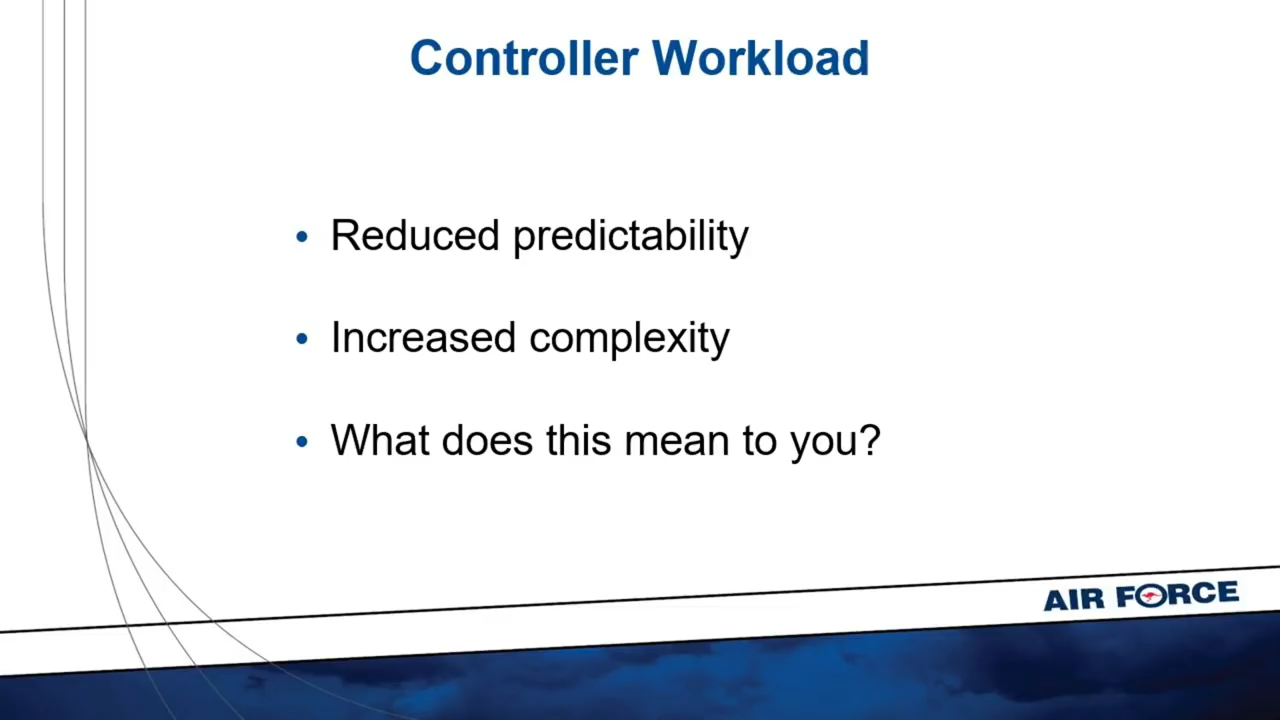 Controller Workload
• Reduced predictability
• Increased complexity
• What does this mean to you?
AIR FORCE